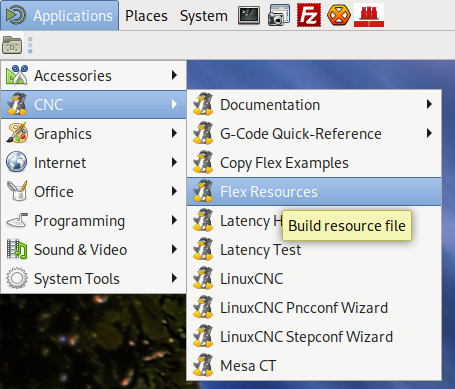 Applications Places System
Accessories
CNC
Graphics
Internet
Office
Programming
Sound & Video
System Tools
Documentation
G-Code Quick-Reference
Copy Flex Examples
Flex Resources
Latency H
Build resource file
Latency Test
LinuxCNC
LinuxCNC Pncconf Wizard
LinuxCNC Stepconf Wizard
Mesa CT